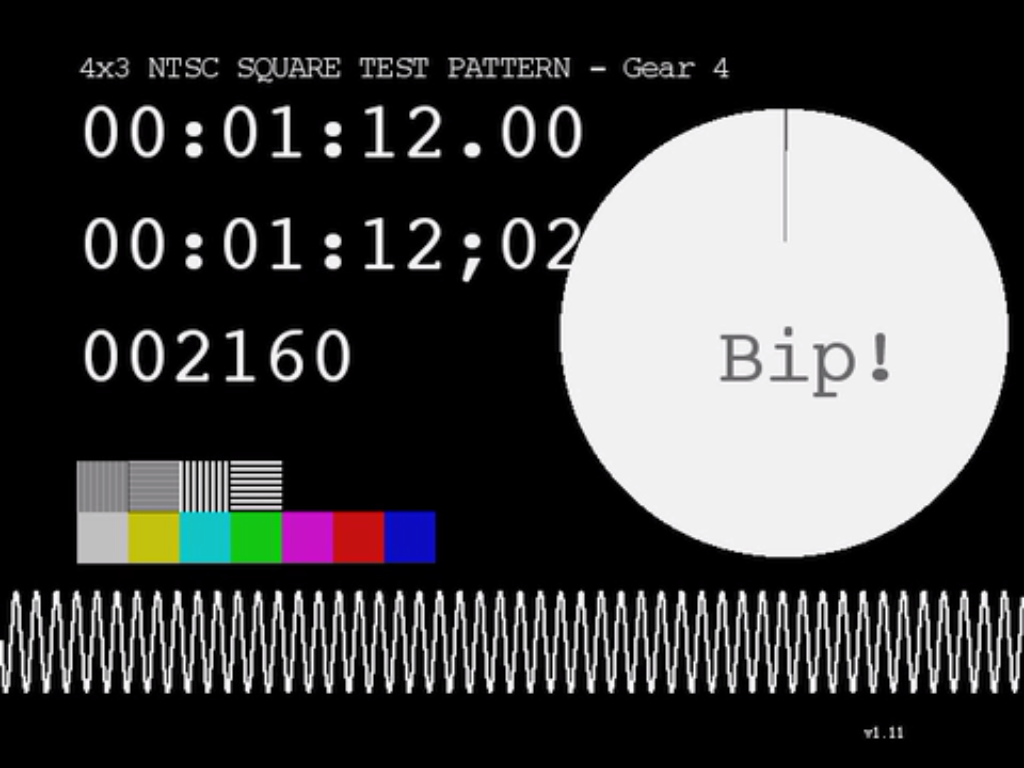 4x3 NTSC SQUARE TEST PATTERN - Gear 4
00:01:12.00
00:01:12;02
002160
Bip!
v1.11